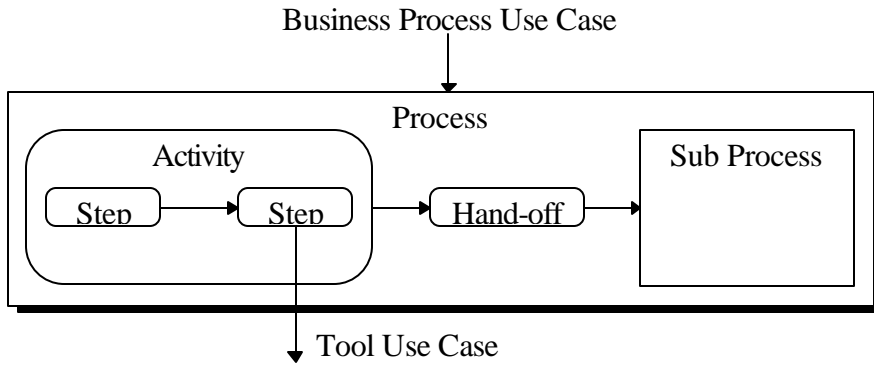 Business Process Use Case
Process
Activity
Sub Process
Step
Step
Hand-off
Tool Use Case